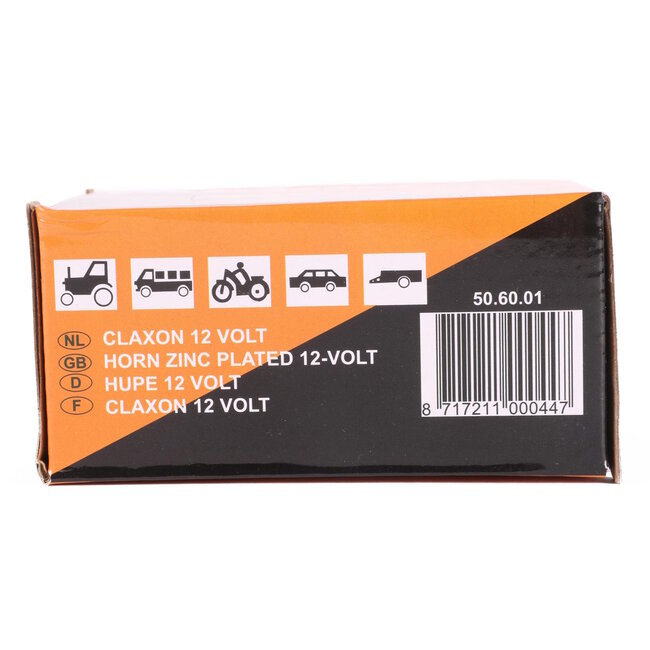 50.60.01
NL CLAXON 12 VOLT
GB HORN ZINC PLATED 12-VOLT
D HUPE 12 VOLT
F CLAXON 12 VOLT
8 717211 000447